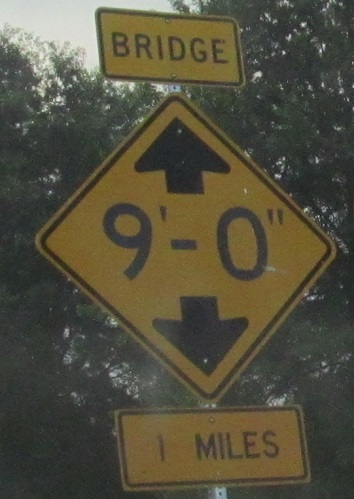 BRIDGE
9'-0"
1 MILES